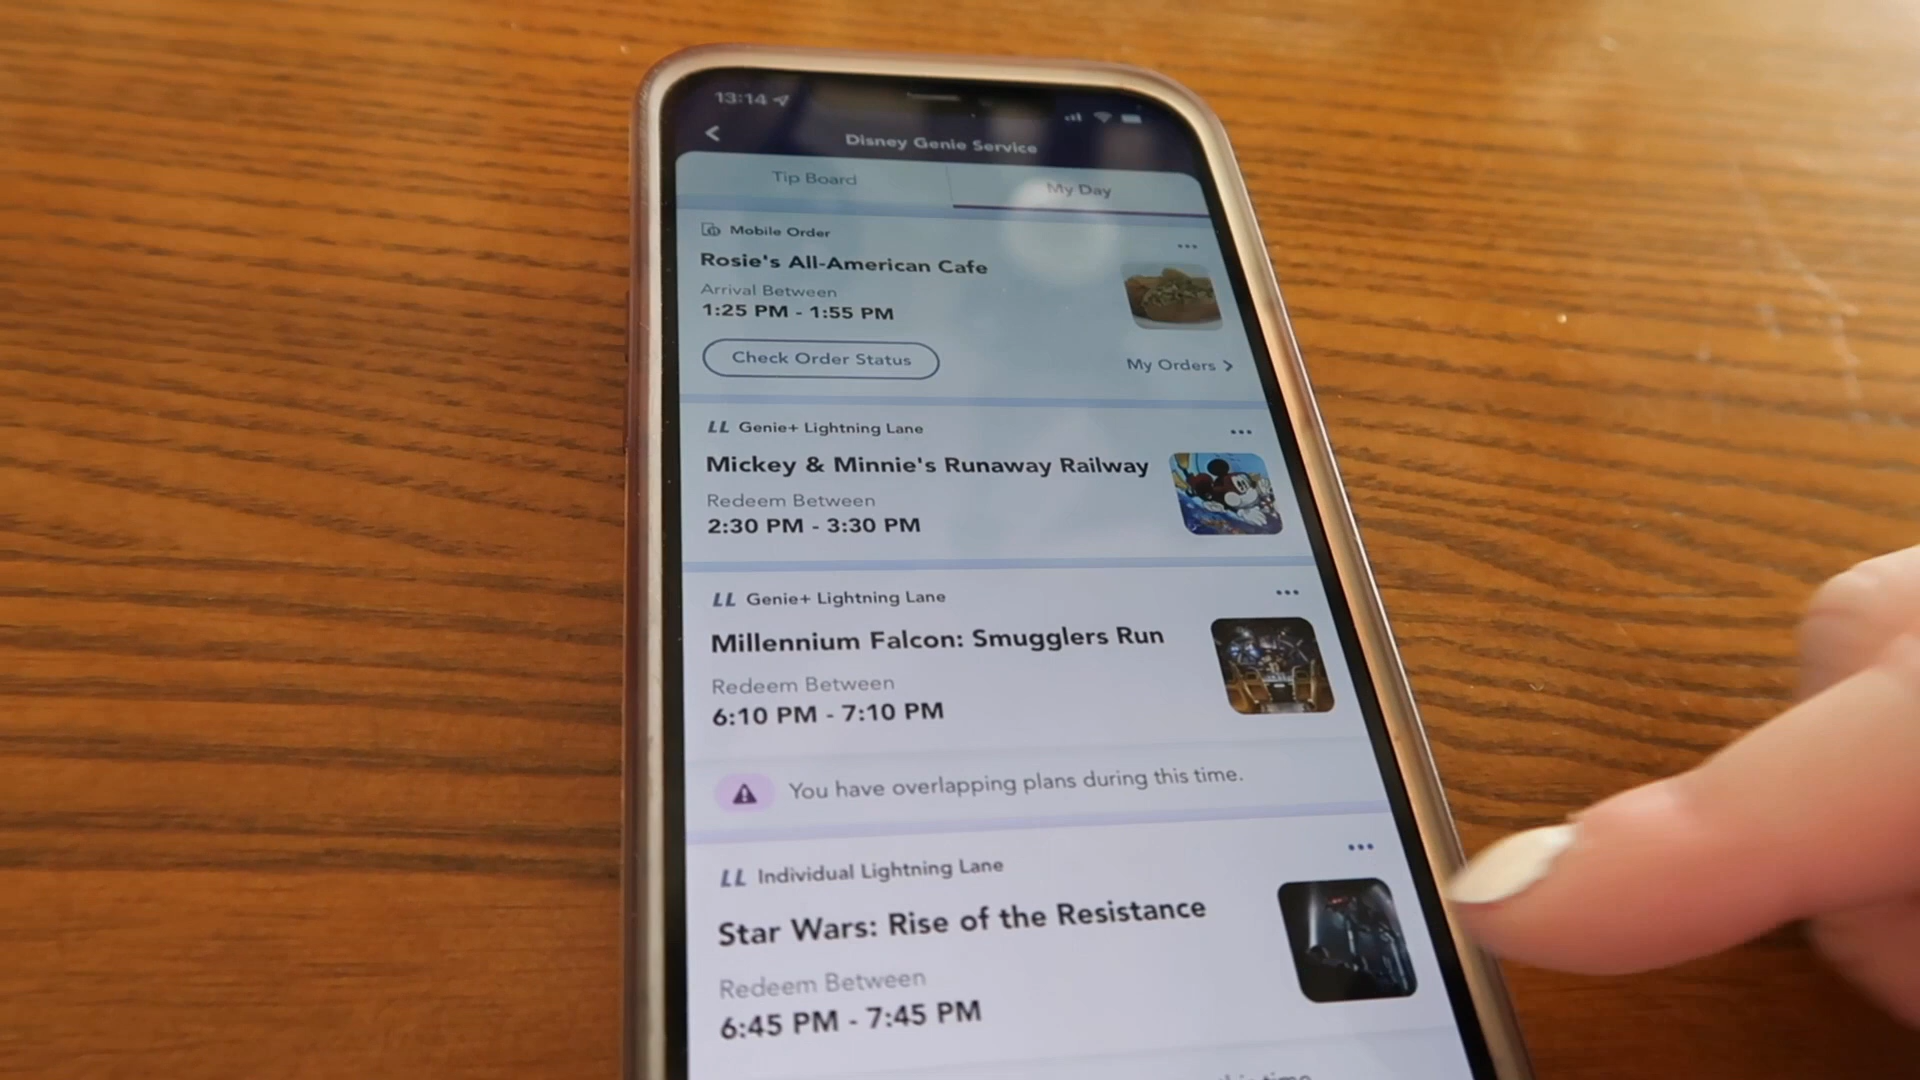 13:14
Disney Genie Service
Tip Board
My Day
Mobile Order
Rosie's All-American Cafe
Arrival Between
1:25 PM - 1:55 PM
Check Order Status
My Orders >
LL Genie+ Lightning Lane
Mickey & Minnie's Runaway Railway
Redeem Between
2:30 PM - 3:30 PM
LL Genie+ Lightning Lane
Millennium Falcon: Smugglers Run
Redeem Between
6:10 PM - 7:10 PM
You have overlapping plans during this time.
LL Individual Lightning Lane
Star Wars: Rise of the Resistance
Redeem Between
6:45 PM - 7:45 PM